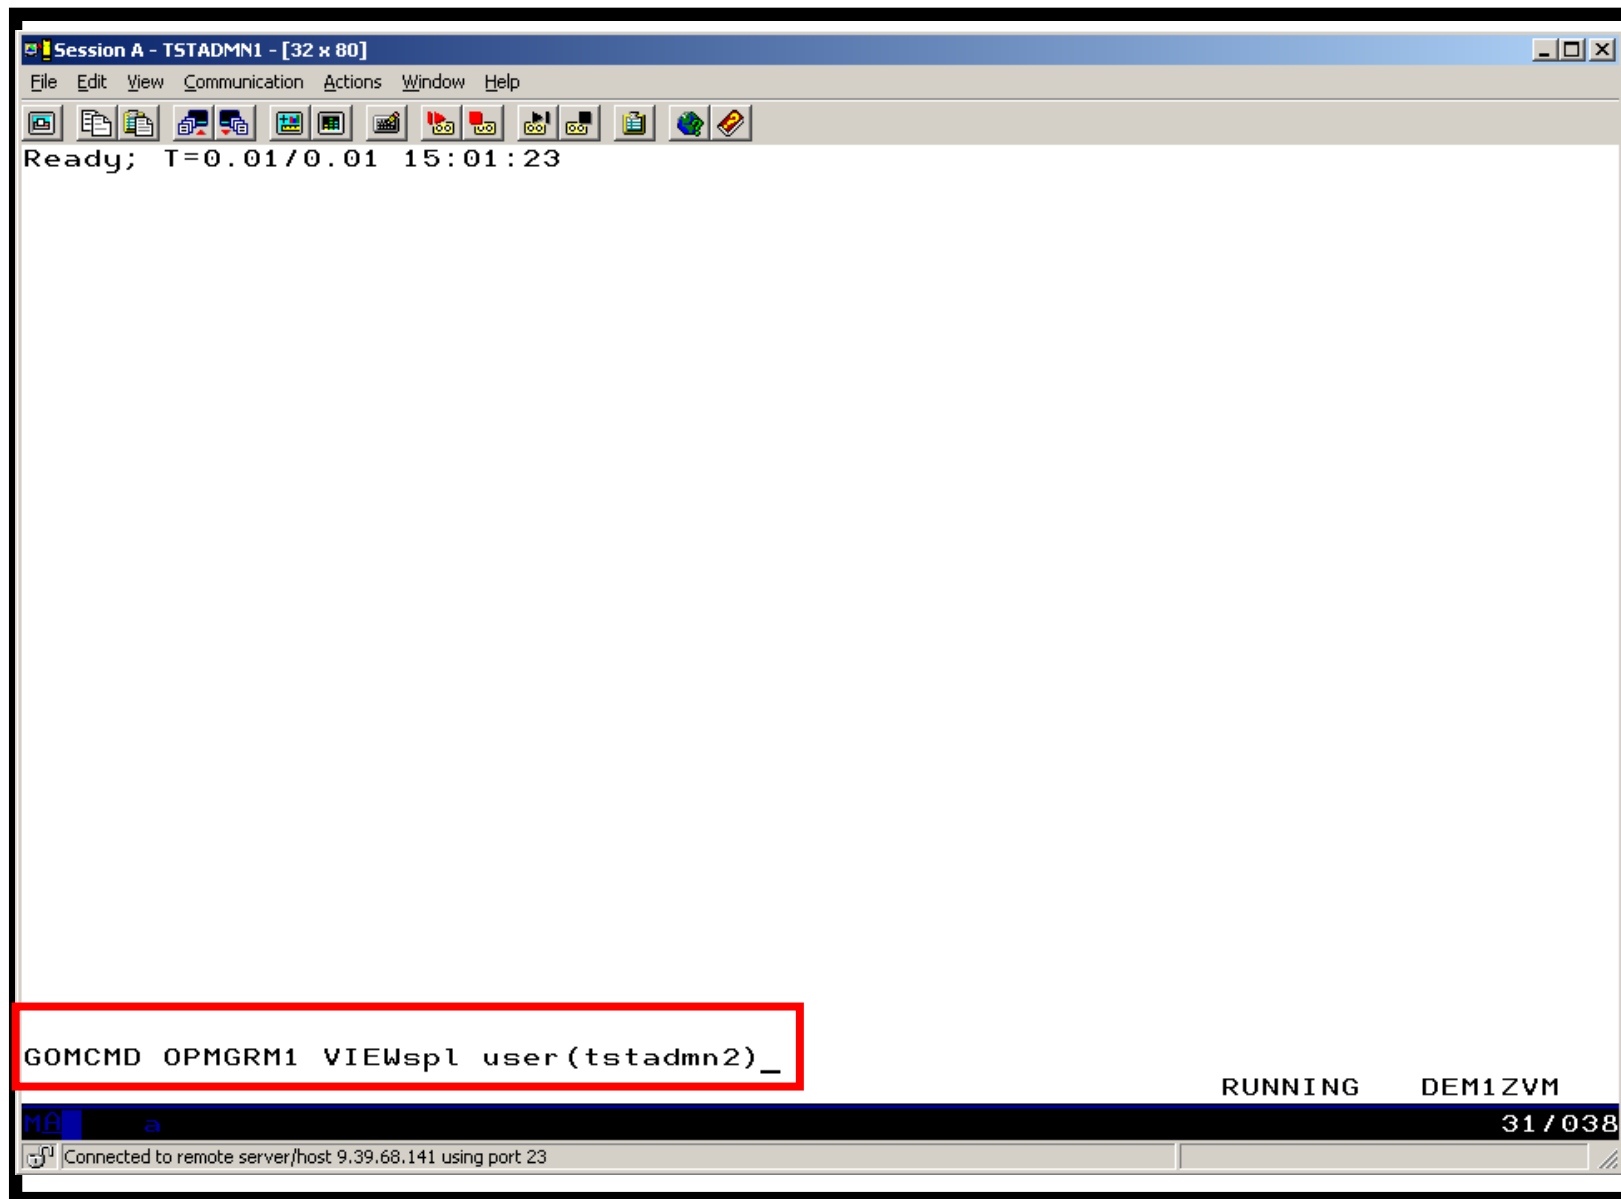 Session A - TSTADMN1 - [32 x 80]
File Edit View Communication Actions Window Help
Ready; T=0.01/0.01 15:01:23
GOMCMD OPMGRM1 VIEWspl user(tstadmn2)_
RUNNING DEM1ZVM
MA a 31/038
Connected to remote server/host 9.39.68.141 using port 23